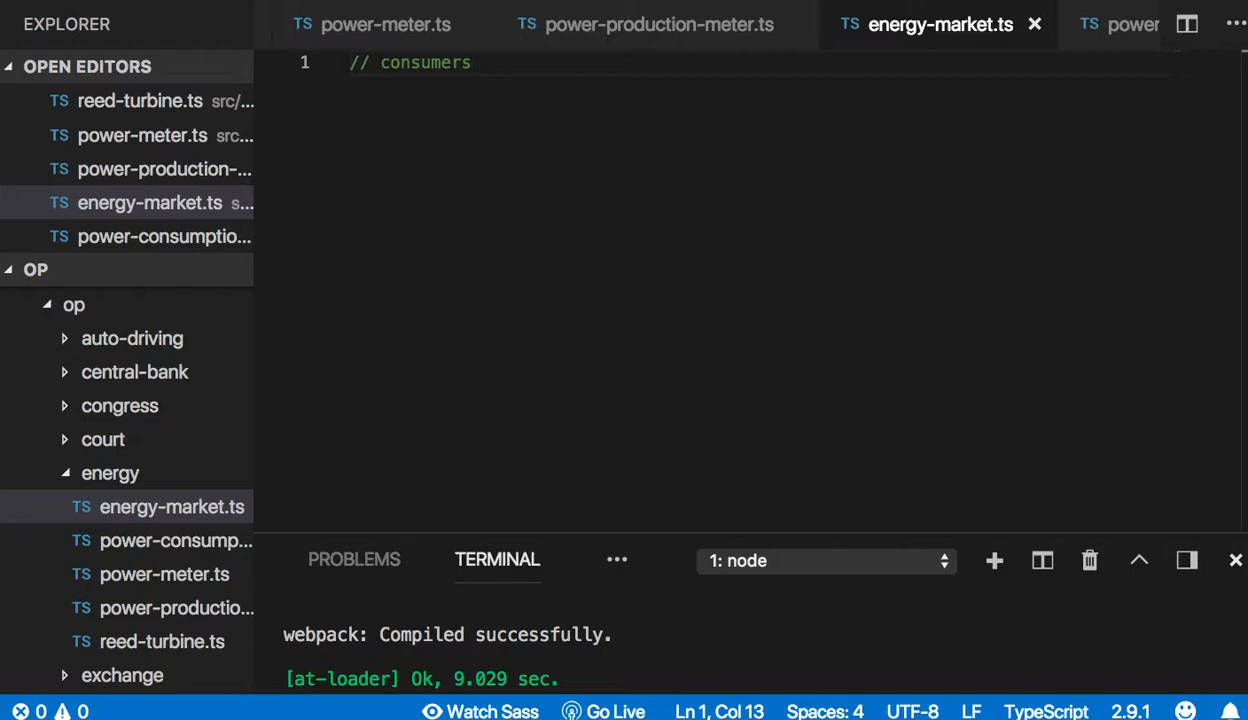 EXPLORER
TS power-meter.ts TS power-production-meter.ts TS energy-market.ts × TS power ...
OPEN EDITORS
TS reed-turbine.ts src/...
TS power-meter.ts src...
TS power-production-...
TS energy-market.ts s...
TS power-consumptio...
OP
op
auto-driving
central-bank
congress
court
energy
TS energy-market.ts
TS power-consump...
TS power-meter.ts
TS power-productio...
TS reed-turbine.ts
exchange
1 // consumers
PROBLEMS TERMINAL ... 1: node
webpack: Compiled successfully.
[at-loader] Ok, 9.029 sec.
0 0 Watch Sass Go Live Ln 1, Col 13 Spaces: 4 UTF-8 LF TypeScript 2.9.1